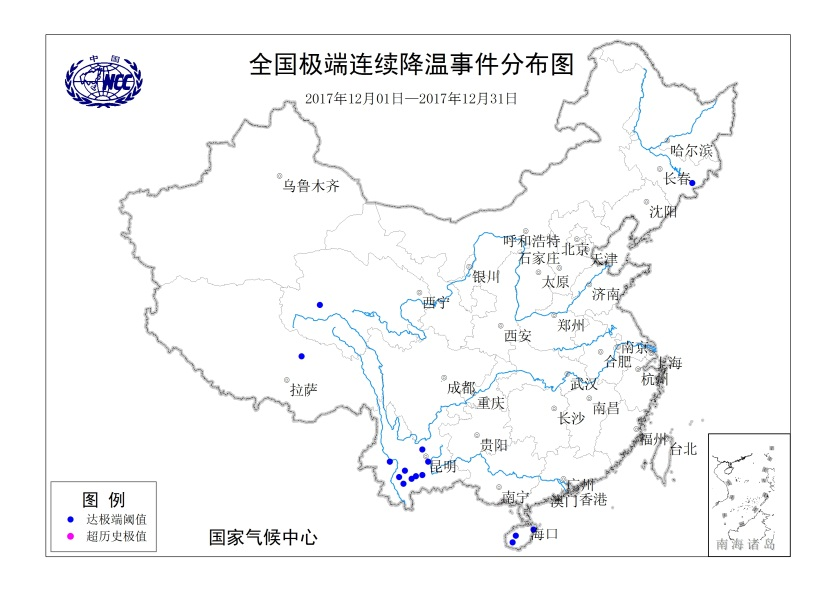 中 国
NCC
全国极端连续降温事件分布图
2017年12月01日—2017年12月31日
哈尔滨
长春
乌鲁木齐
沈阳
呼和浩特
北京
石家庄
天津
银川
太原
西宁
济南
西安
郑州
南京
合肥
上海
杭州
拉萨
成都
武汉
重庆
南昌
长沙
贵阳
福州
台北
昆明
南宁
广州
澳门
香港
海口
图 例
达极端阈值
超历史极值
国家气候中心
南海诸岛